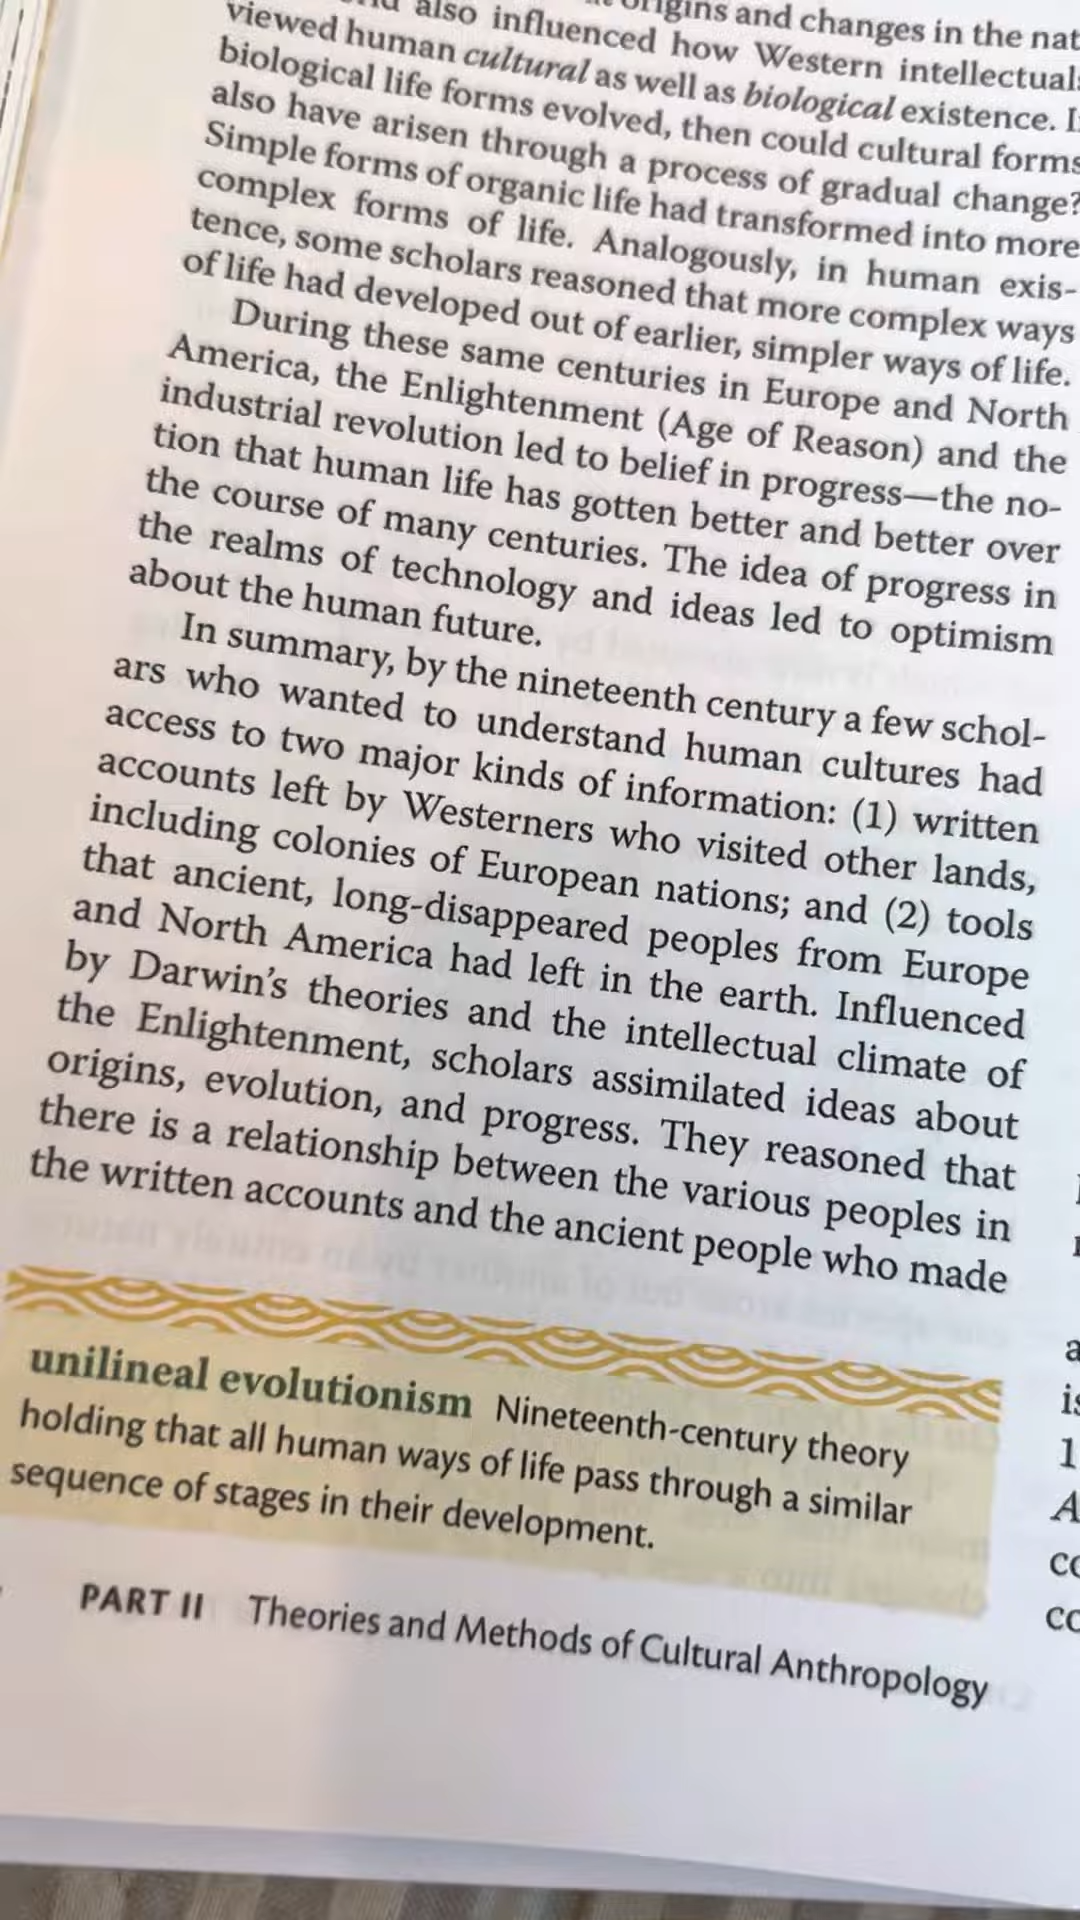 origins and changes in the nat
also influenced how Western intellectual
viewed human cultural as well as biological existence. I
biological life forms evolved, then could cultural forms
also have arisen through a process of gradual change?
Simple forms of organic life had transformed into more
complex forms of life. Analogously, in human exis-
tence, some scholars reasoned that more complex ways
of life had developed out of earlier, simpler ways of life.
During these same centuries in Europe and North
America, the Enlightenment (Age of Reason) and the
industrial revolution led to belief in progress—the no-
tion that human life has gotten better and better over
the course of many centuries. The idea of progress in
the realms of technology and ideas led to optimism
about the human future.
In summary, by the nineteenth century a few schol-
ars who wanted to understand human cultures had
access to two major kinds of information: (1) written
accounts left by Westerners who visited other lands,
including colonies of European nations; and (2) tools
that ancient, long-disappeared peoples from Europe
and North America had left in the earth. Influenced
by Darwin's theories and the intellectual climate of
the Enlightenment, scholars assimilated ideas about
origins, evolution, and progress. They reasoned that
there is a relationship between the various peoples in
the written accounts and the ancient people who made
unilineal evolutionism Nineteenth-century theory
holding that all human ways of life pass through a similar
sequence of stages in their development.
PART II Theories and Methods of Cultural Anthropology